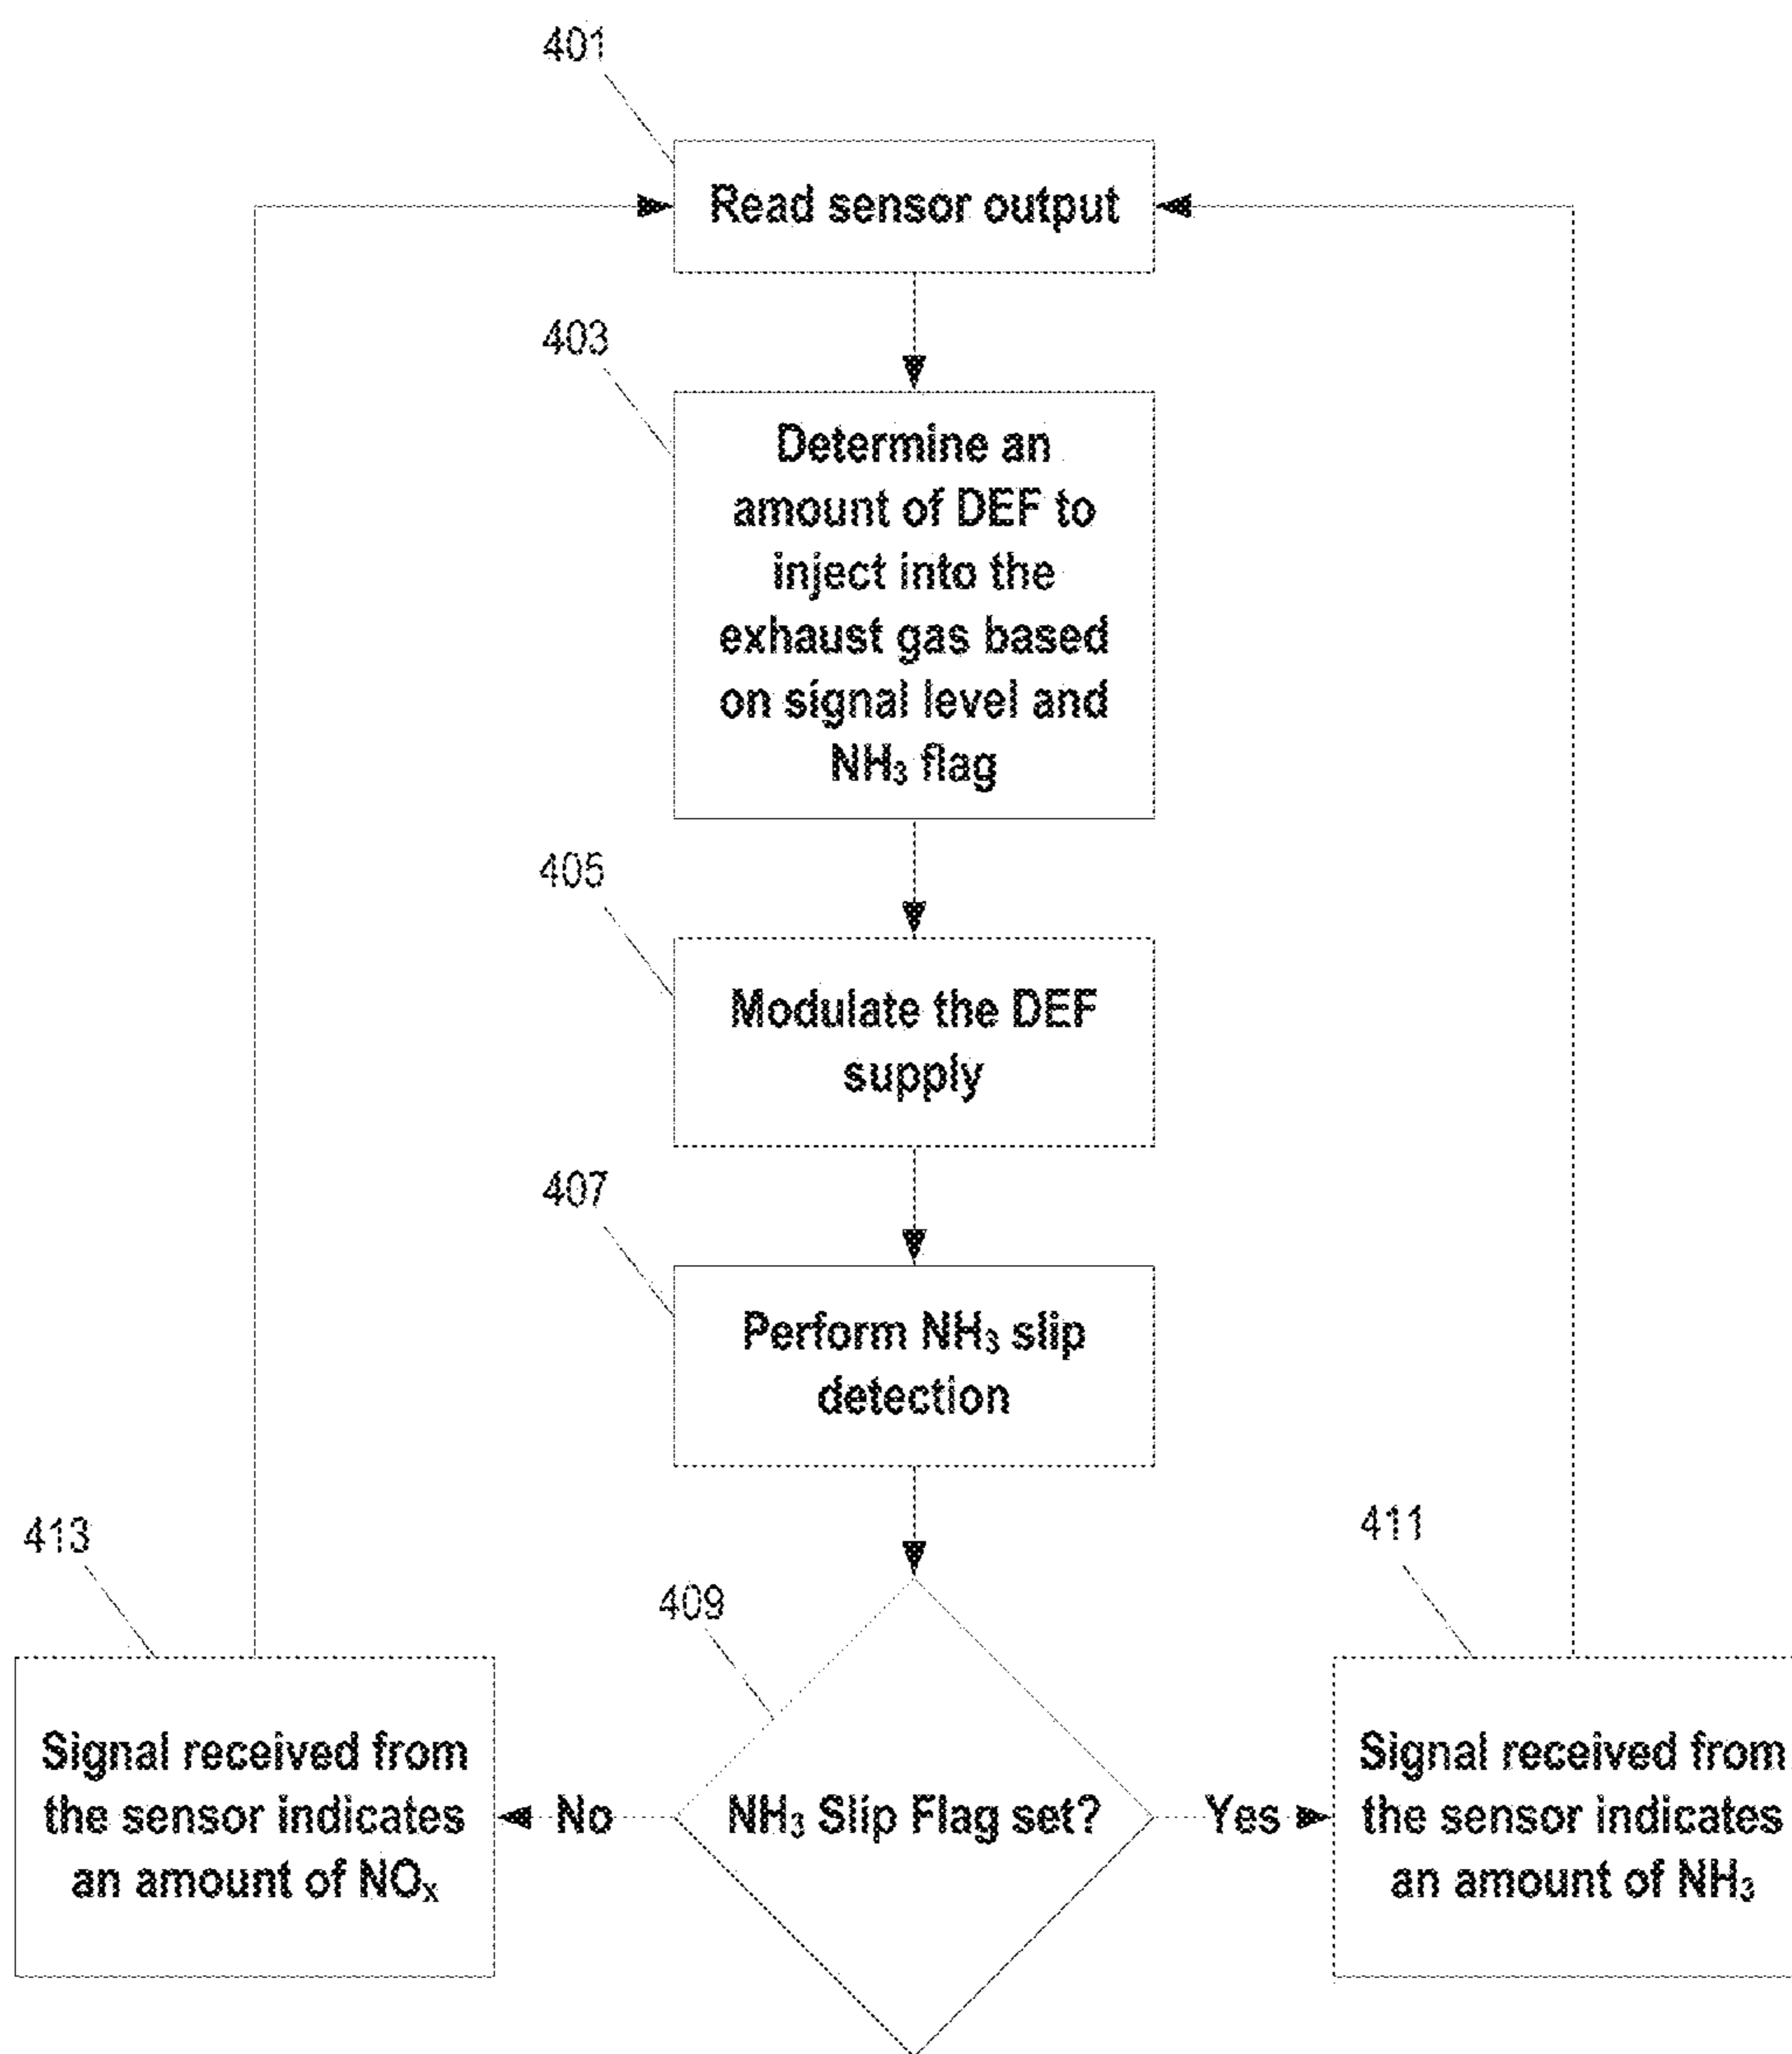 401
Read sensor output
403
Determine an
amount of DEF to
inject into the
exhaust gas based
on signal level and
NH₃ flag
405
Modulate the DEF
supply
407
Perform NH₃ slip
detection
413
411
409
Signal received from
the sensor indicates
an amount of NOₓ
No
NH₃ Slip Flag set?
Yes
Signal received from
the sensor indicates
an amount of NH₃